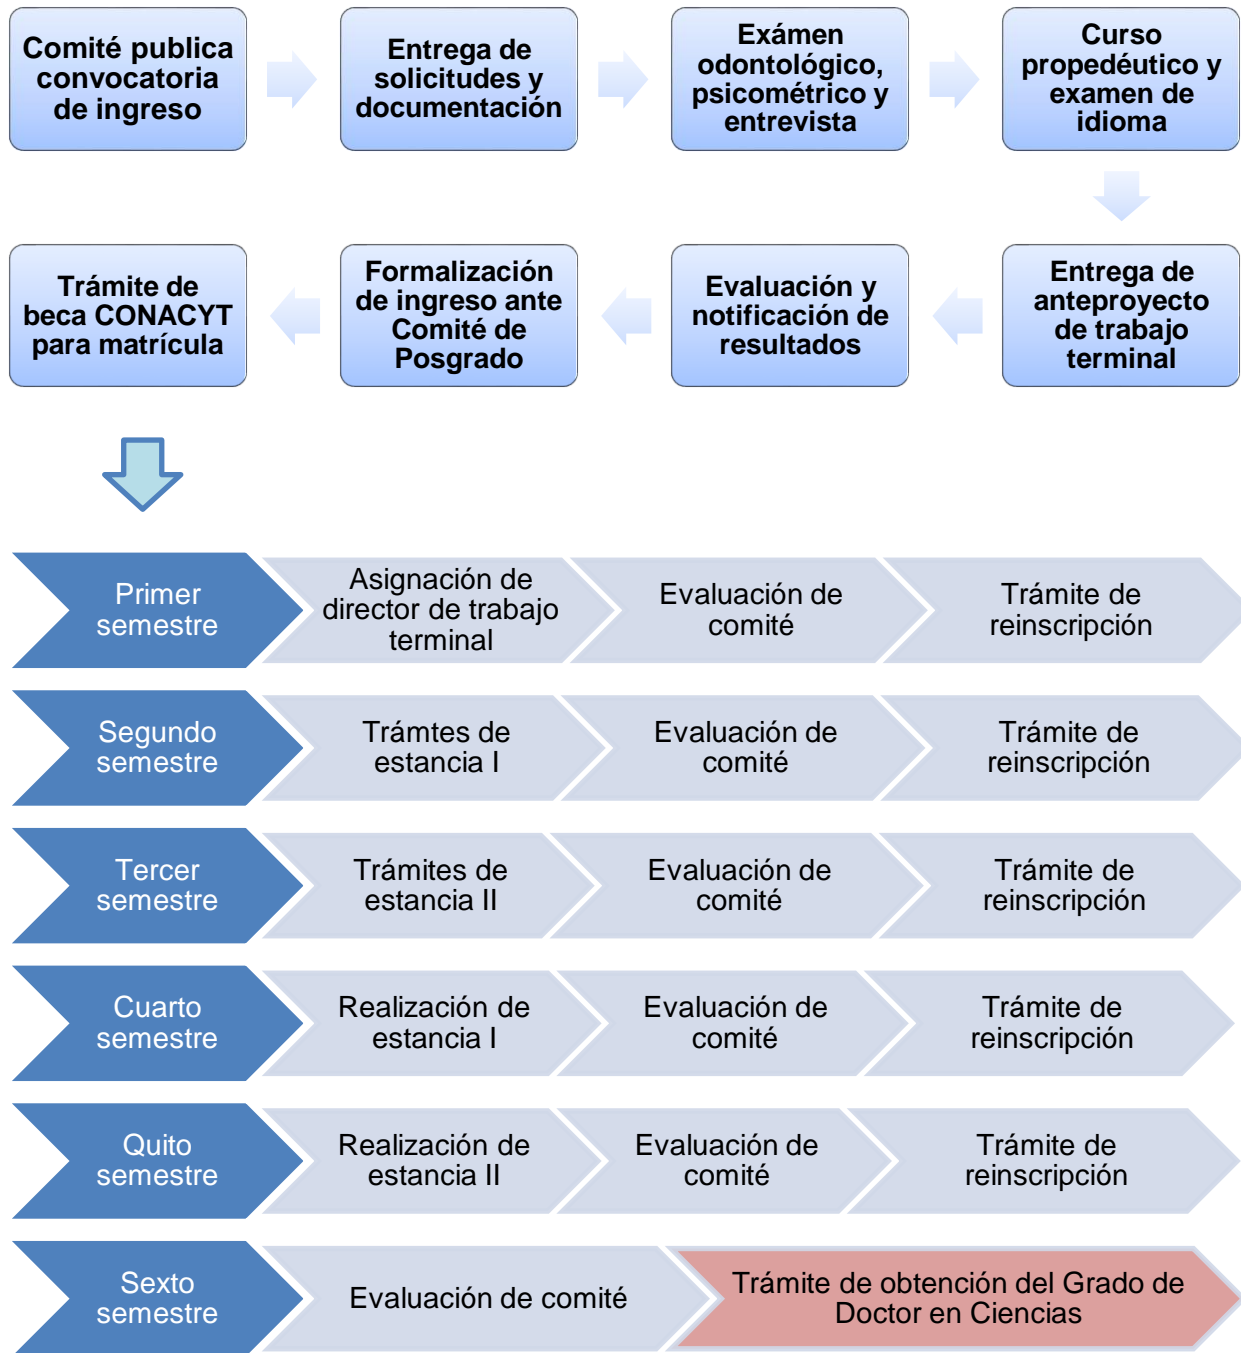 Comité publica
convocatoria
de ingreso
Entrega de
solicitudes y
documentación
Exámen
odontológico,
psicométrico y
entrevista
Curso
propedéutico y
examen de
idioma
Trámite de
beca CONACYT
para matrícula
Formalización
de ingreso ante
Comité de
Posgrado
Evaluación y
notificación de
resultados
Entrega de
anteproyecto
de trabajo
terminal
Primer
semestre
Asignación de
director de trabajo
terminal
Evaluación de
comité
Trámite de
reinscripción
Segundo
semestre
Trámtes de
estancia I
Evaluación de
comité
Trámite de
reinscripción
Tercer
semestre
Trámites de
estancia II
Evaluación de
comité
Trámite de
reinscripción
Cuarto
semestre
Realización de
estancia I
Evaluación de
comité
Trámite de
reinscripción
Quito
semestre
Realización de
estancia II
Evaluación de
comité
Trámite de
reinscripción
Sexto
semestre
Evaluación de comité
Trámite de obtención del Grado de
Doctor en Ciencias